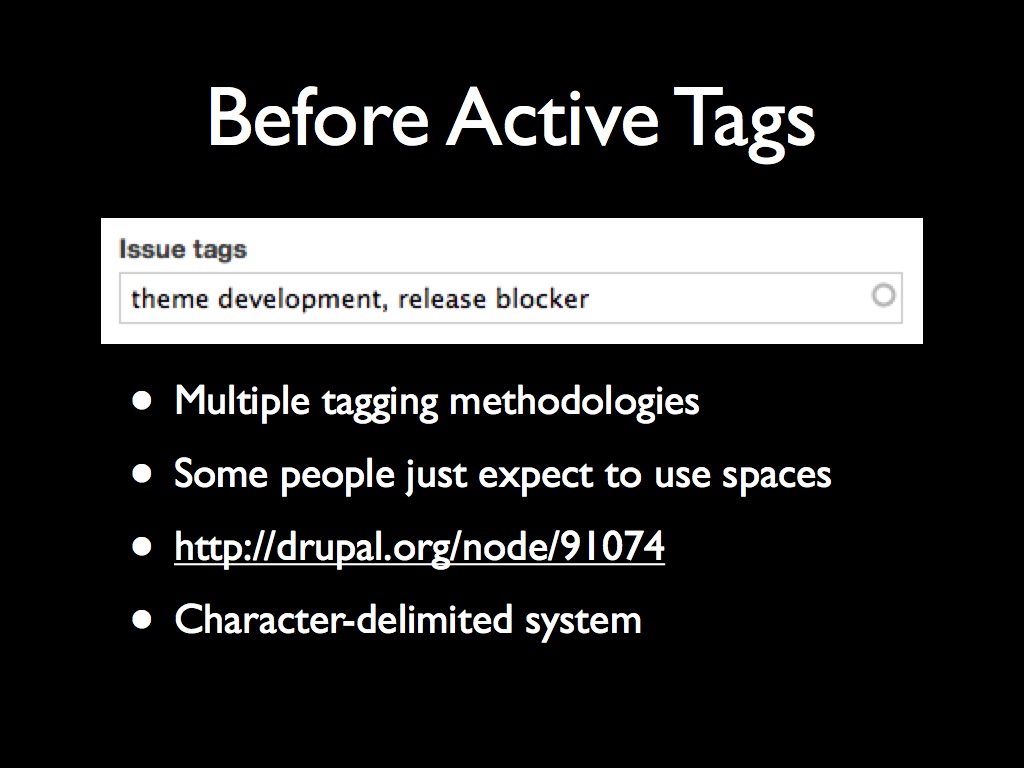 Before Active Tags
Issue tags
theme development, release blocker
• Multiple tagging methodologies
• Some people just expect to use spaces
• http://drupal.org/node/91074
• Character-delimited system